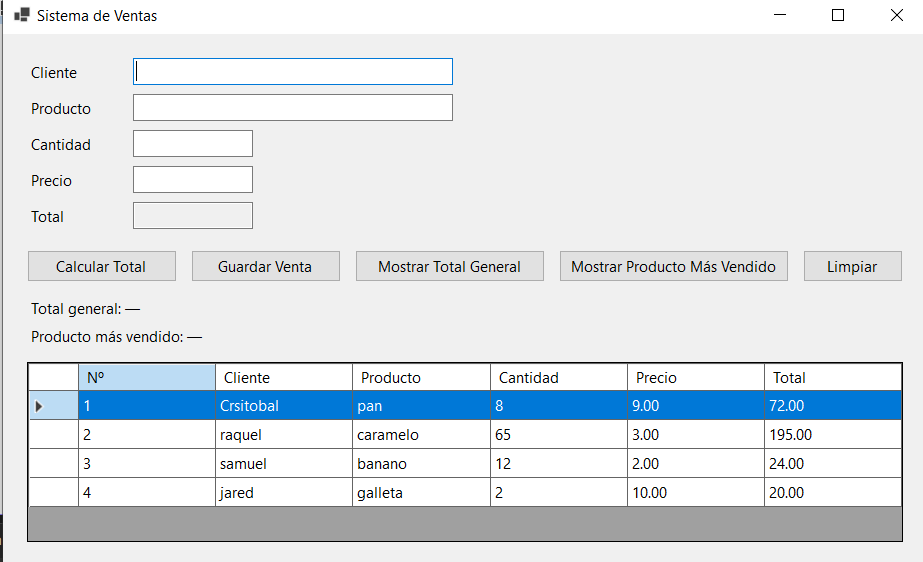 Sistema de Ventas
Cliente
Producto
Cantidad
Precio
Total
Calcular Total Guardar Venta Mostrar Total General Mostrar Producto Más Vendido Limpiar
Total general: —
Producto más vendido: —
Nº Cliente Producto Cantidad Precio Total
1 Crsitobal pan 8 9.00 72.00
2 raquel caramelo 65 3.00 195.00
3 samuel banano 12 2.00 24.00
4 jared galleta 2 10.00 20.00